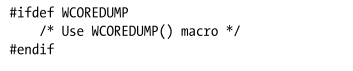 #ifdef WCOREDUMP
    /* Use WCOREDUMP() macro */
#endif